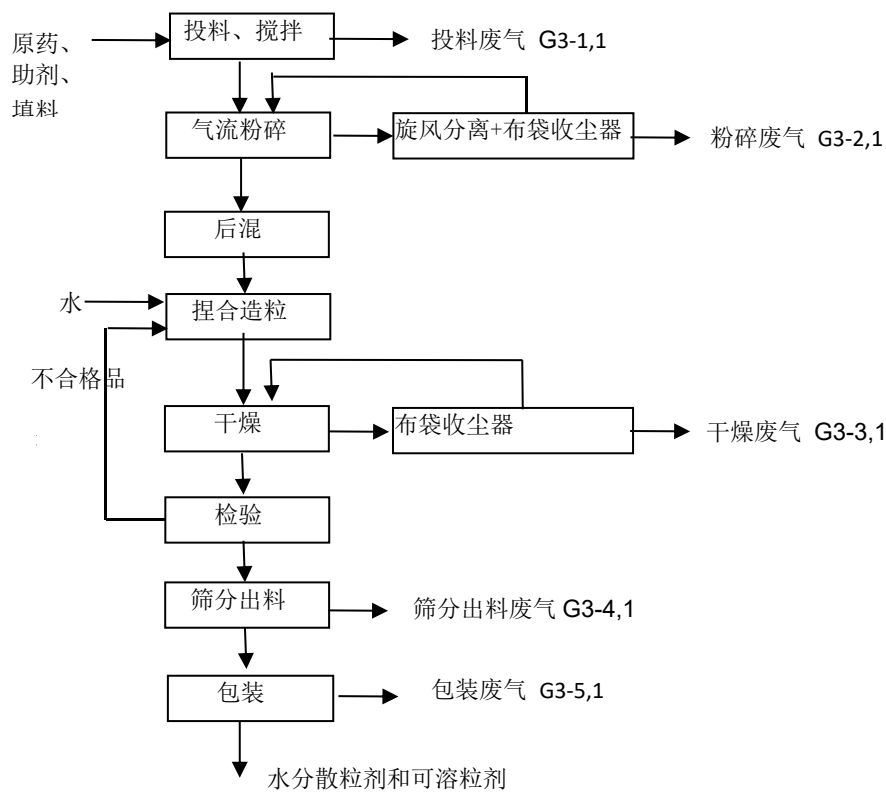 投料、搅拌
投料废气 G3-1,1
原药、
助剂、
填料
气流粉碎
旋风分离+布袋收尘器
粉碎废气 G3-2,1
后混
水
捏合造粒
不合格品
干燥
布袋收尘器
干燥废气 G3-3,1
检验
筛分出料
筛分出料废气 G3-4,1
包装
包装废气 G3-5,1
水分散粒剂和可溶粒剂